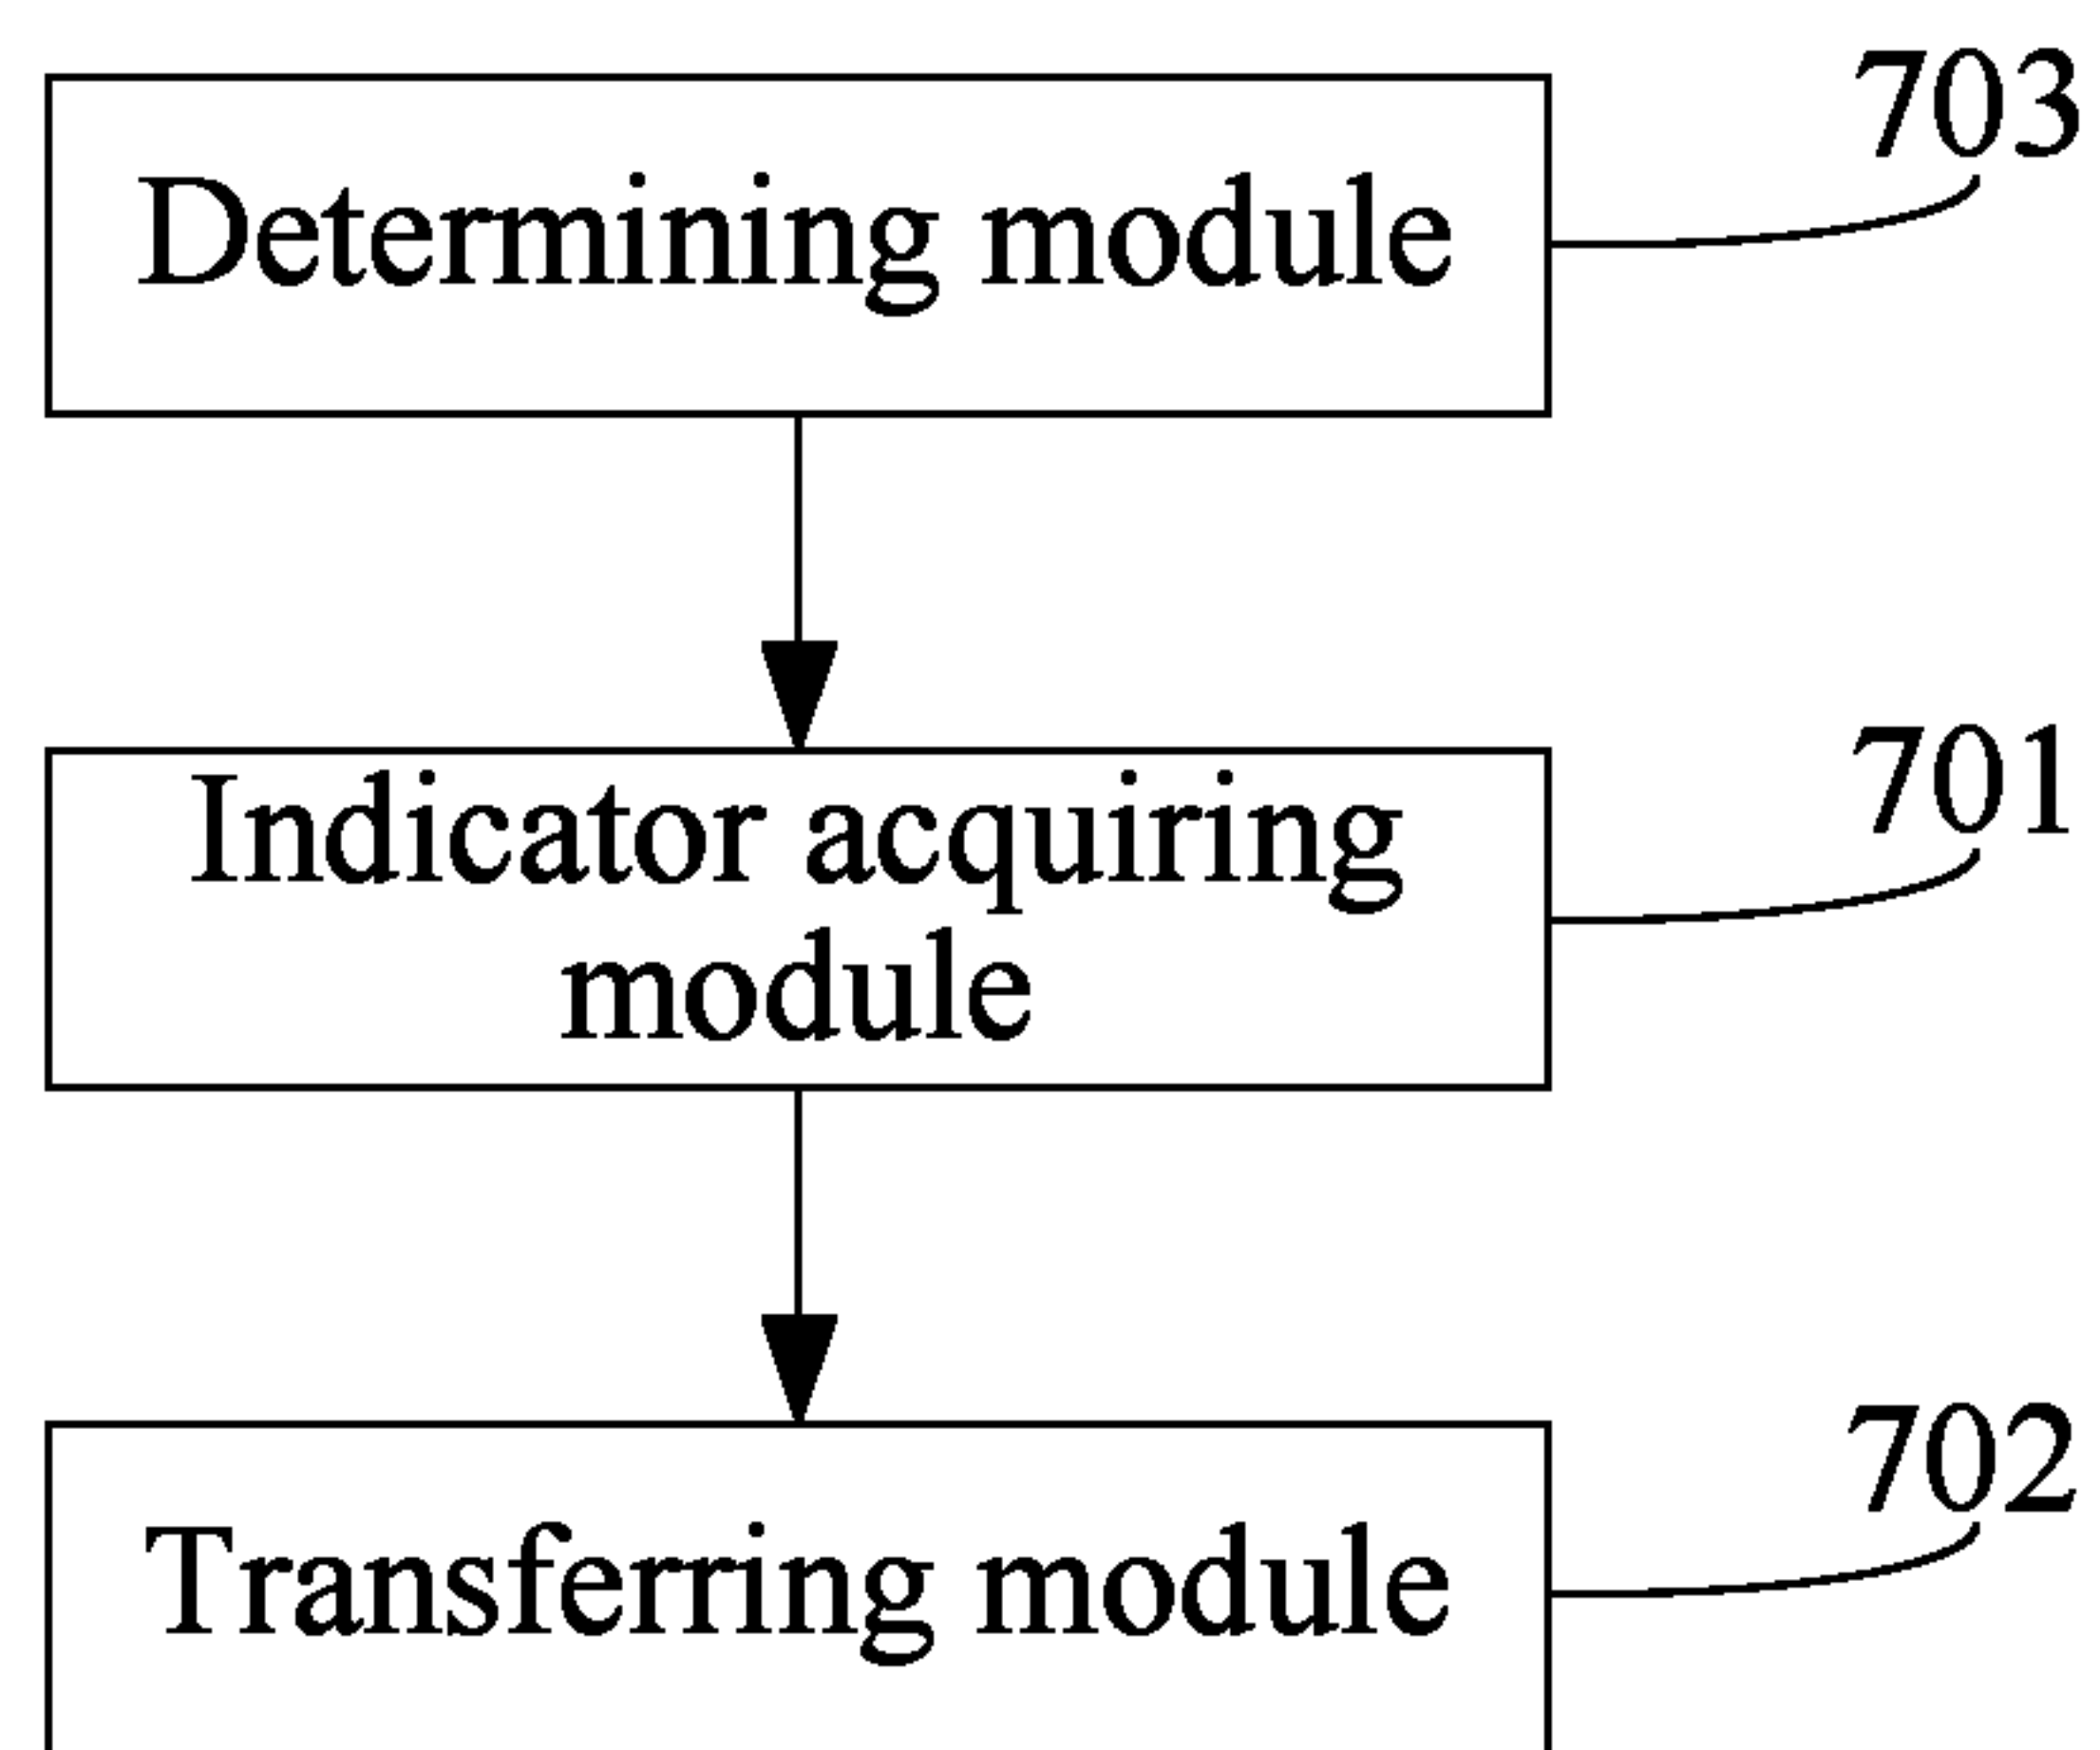 703
Determining module
701
Indicator acquiring
module
702
Transferring module